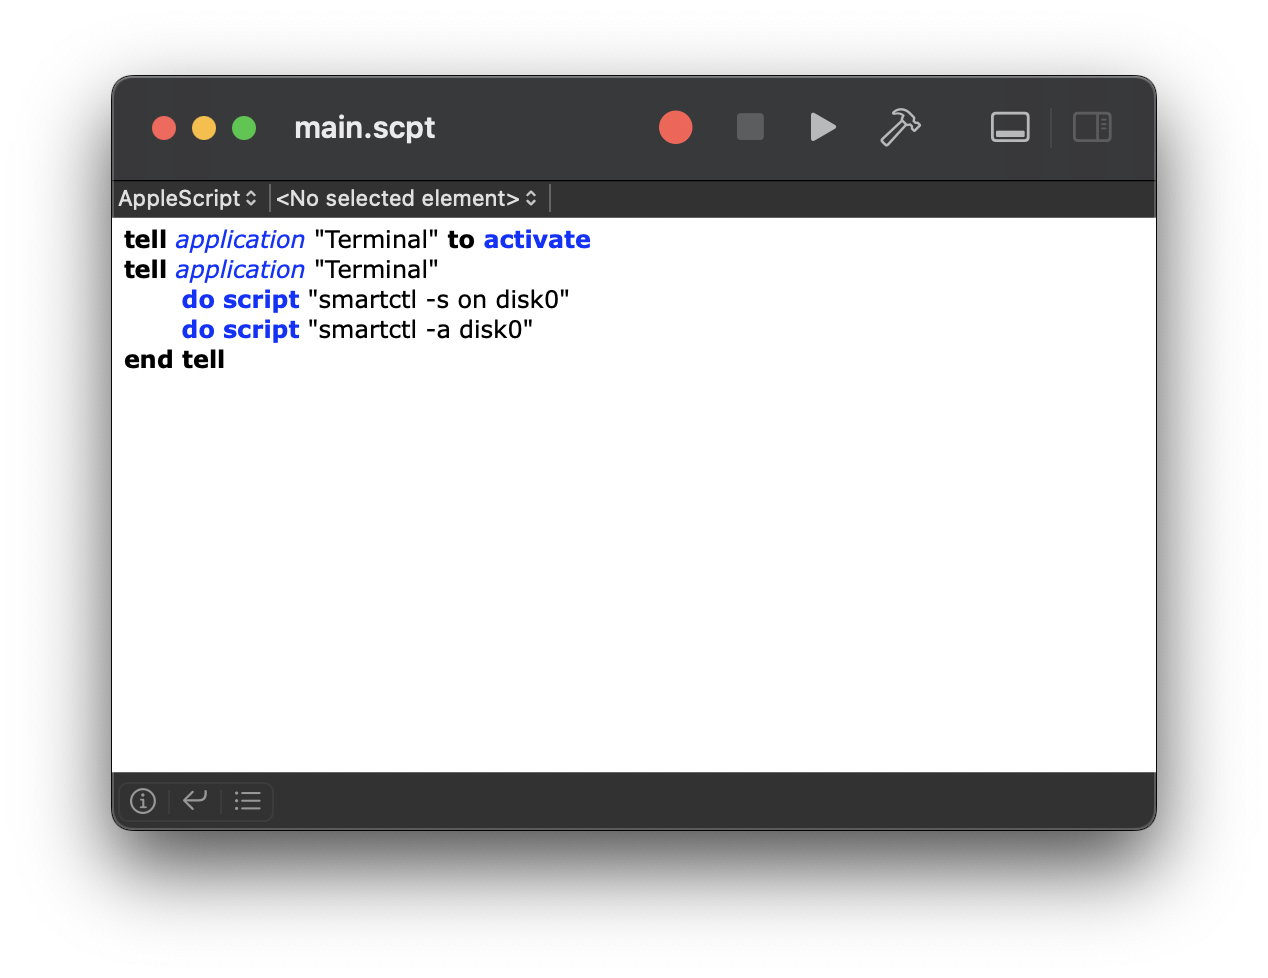 main.scpt
AppleScript <No selected element>
tell application "Terminal" to activate
tell application "Terminal"
do script "smartctl -s on disk0"
do script "smartctl -a disk0"
end tell